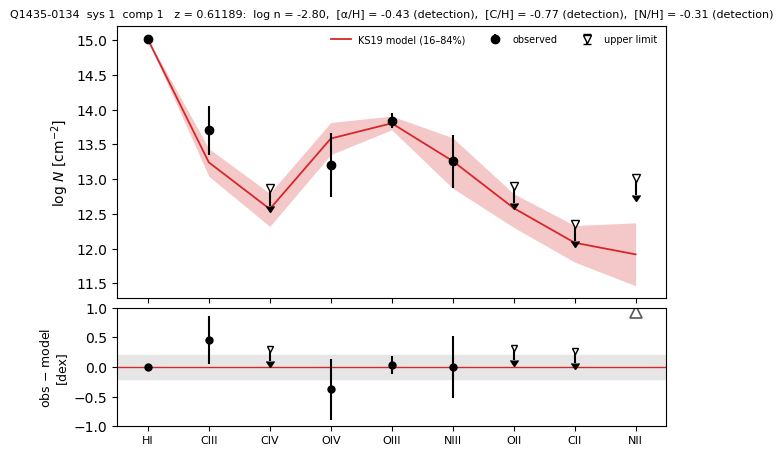 Q1435-0134  sys 1  comp 1   z = 0.61189:  log n = -2.80,  [α/H] = -0.43 (detection),  [C/H] = -0.77 (detection),  [N/H] = -0.31 (detection)
KS19 model (16–84%)
observed
upper limit
log N [cm⁻²]
15.0
14.5
14.0
13.5
13.0
12.5
12.0
11.5
obs − model
[dex]
1.0
0.5
0.0
−0.5
−1.0
HI CIII CIV OIV OIII NIII OII CII NII